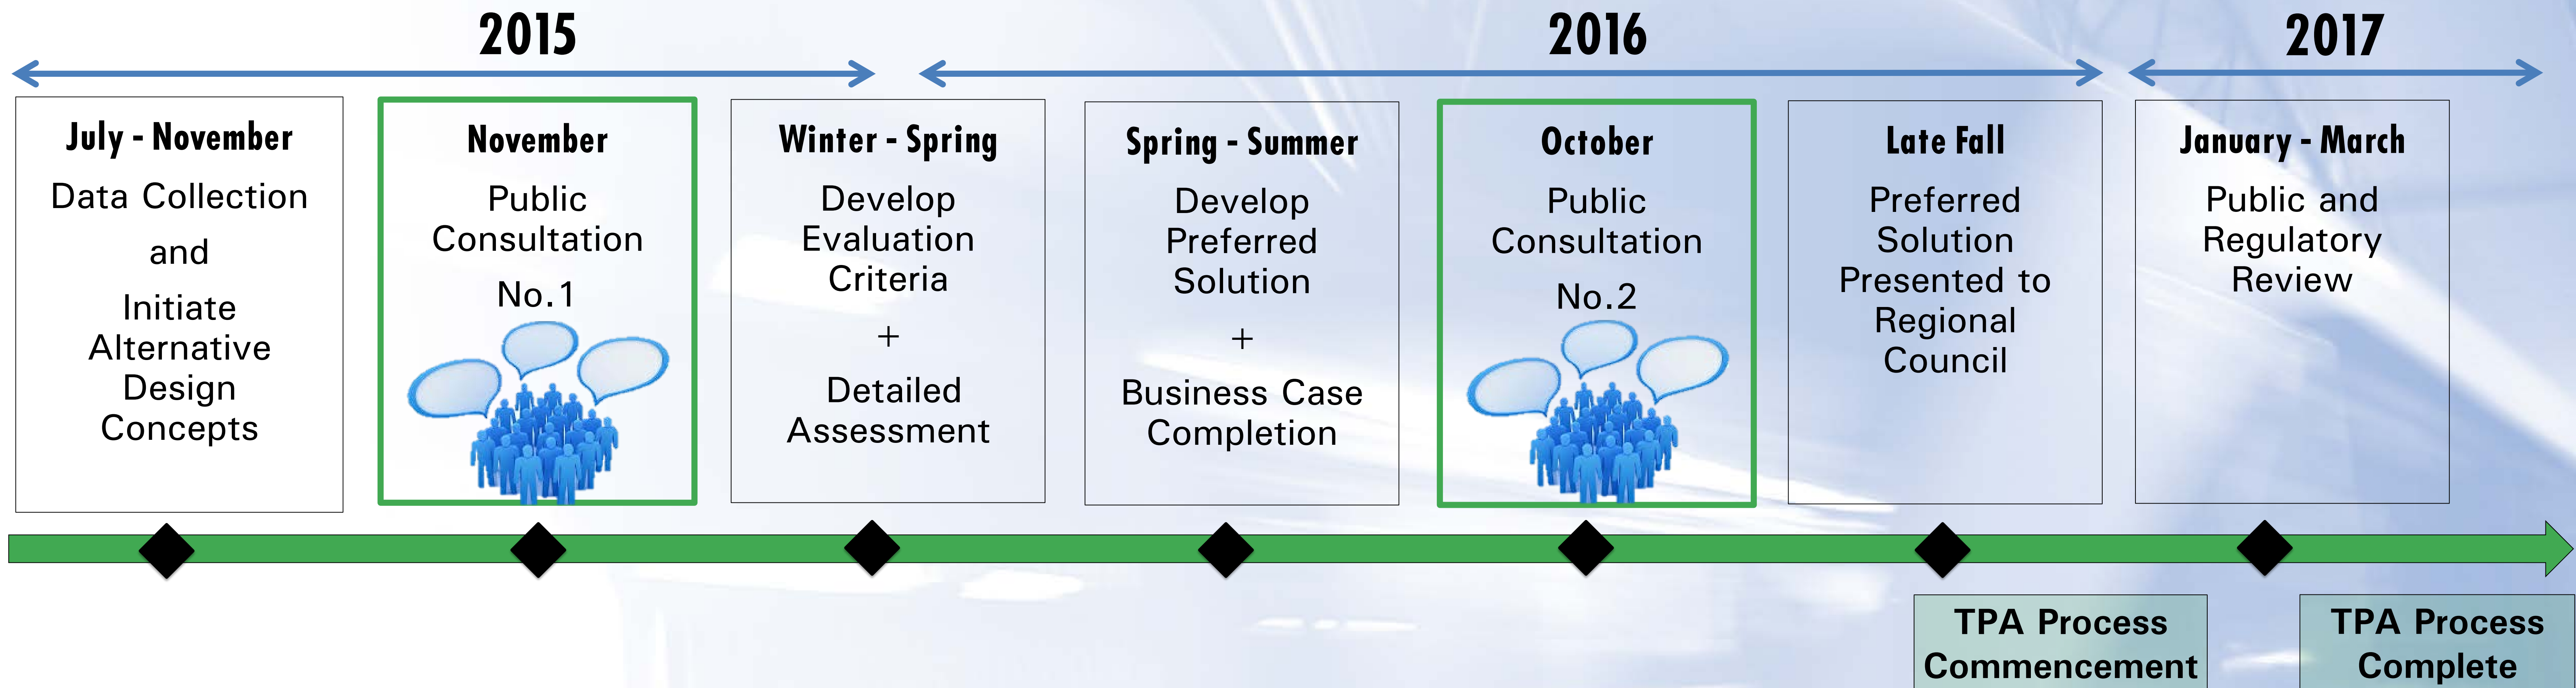 2015
2016
2017
July - November
Data Collection
and
Initiate
Alternative
Design
Concepts
November
Public
Consultation
No.1
Winter - Spring
Develop
Evaluation
Criteria
+
Detailed
Assessment
Spring - Summer
Develop
Preferred
Solution
+
Business Case
Completion
October
Public
Consultation
No.2
Late Fall
Preferred
Solution
Presented to
Regional
Council
January - March
Public and
Regulatory
Review
TPA Process
Commencement
TPA Process
Complete